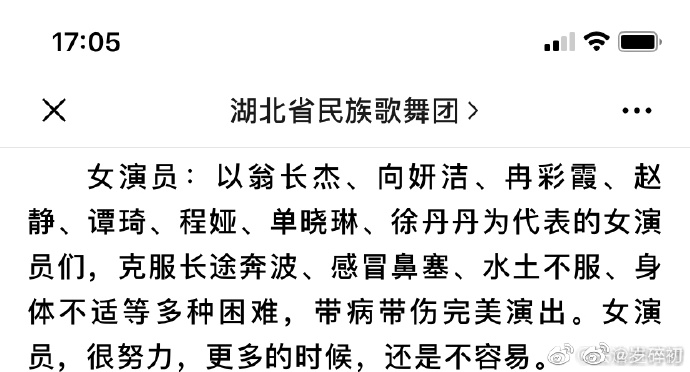 17:05
湖北省民族歌舞团
女演员：以翁长杰、向妍洁、冉彩霞、赵
静、谭琦、程娅、单晓琳、徐丹丹为代表的女演
员们，克服长途奔波、感冒鼻塞、水土不服、身
体不适等多种困难，带病带伤完美演出。女演
员，很努力，更多的时候，还是不容易。